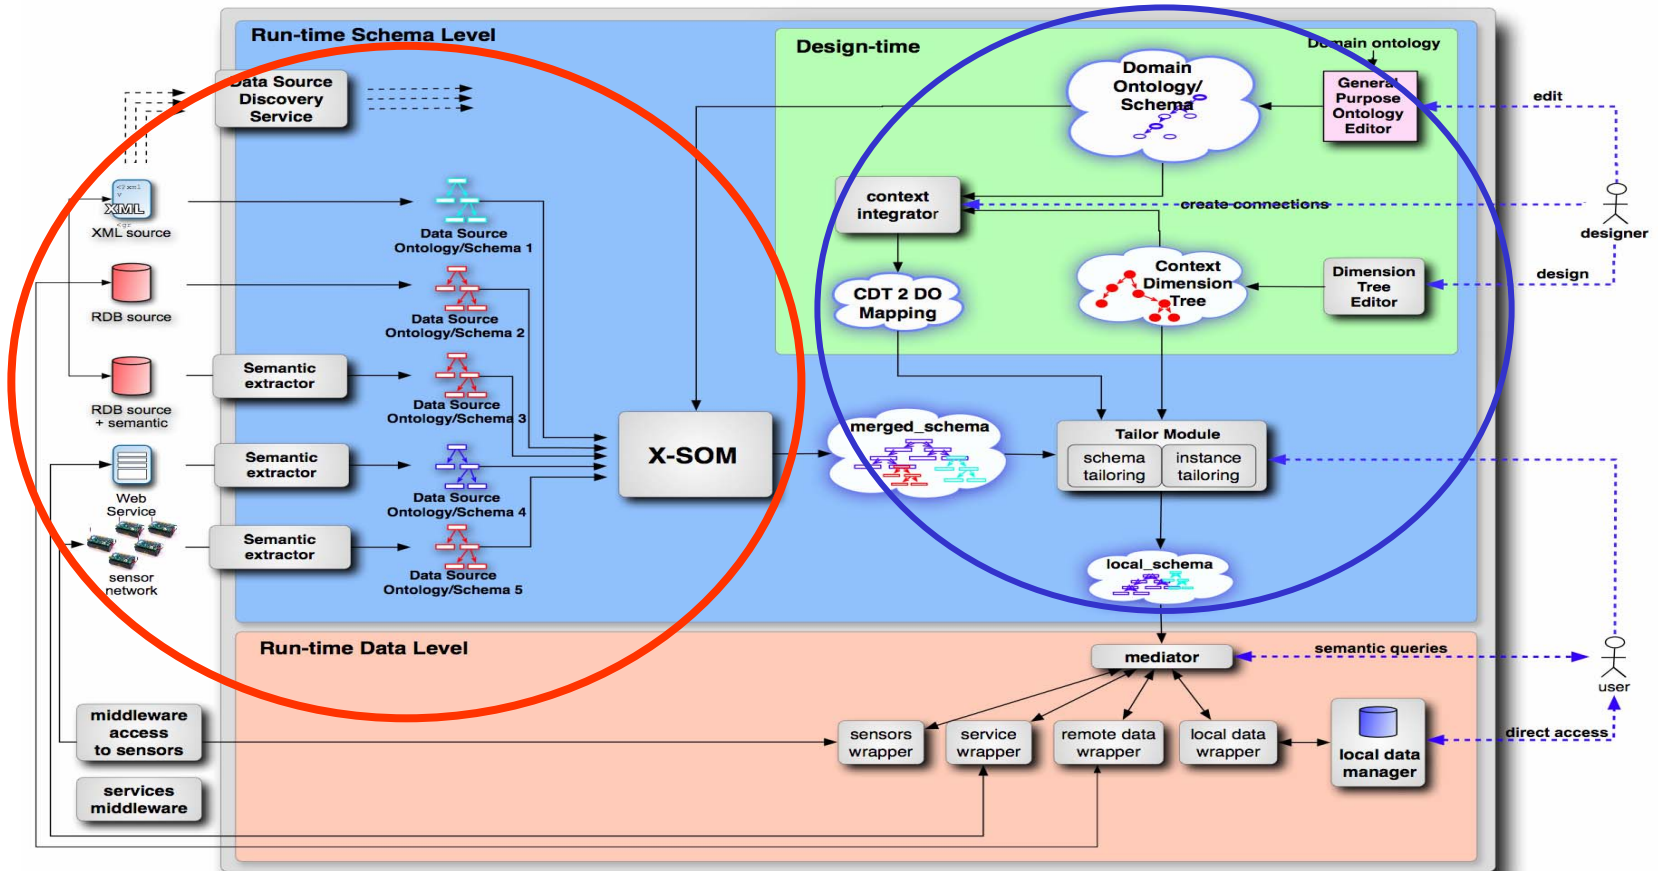 Run-time Schema Level
Design-time
Domain ontology
Data Source
Discovery
Service
Domain
Ontology/
Schema
General
Purpose
Ontology
Editor
edit
<?xml
XML
XML source
Data Source
Ontology/Schema 1
context
integrator
create connections
designer
RDB source
Data Source
Ontology/Schema 2
CDT 2 DO
Mapping
Context
Dimension
Tree
Dimension
Tree
Editor
design
RDB source
+ semantic
Semantic
extractor
Data Source
Ontology/Schema 3
X-SOM
merged_schema
Tailor Module
schema
tailoring
instance
tailoring
Web
Service
Semantic
extractor
Data Source
Ontology/Schema 4
sensor
network
Semantic
extractor
Data Source
Ontology/Schema 5
local_schema
Run-time Data Level
mediator
semantic queries
user
middleware
access
to sensors
sensors
wrapper
service
wrapper
remote data
wrapper
local data
wrapper
local data
manager
direct access
services
middleware